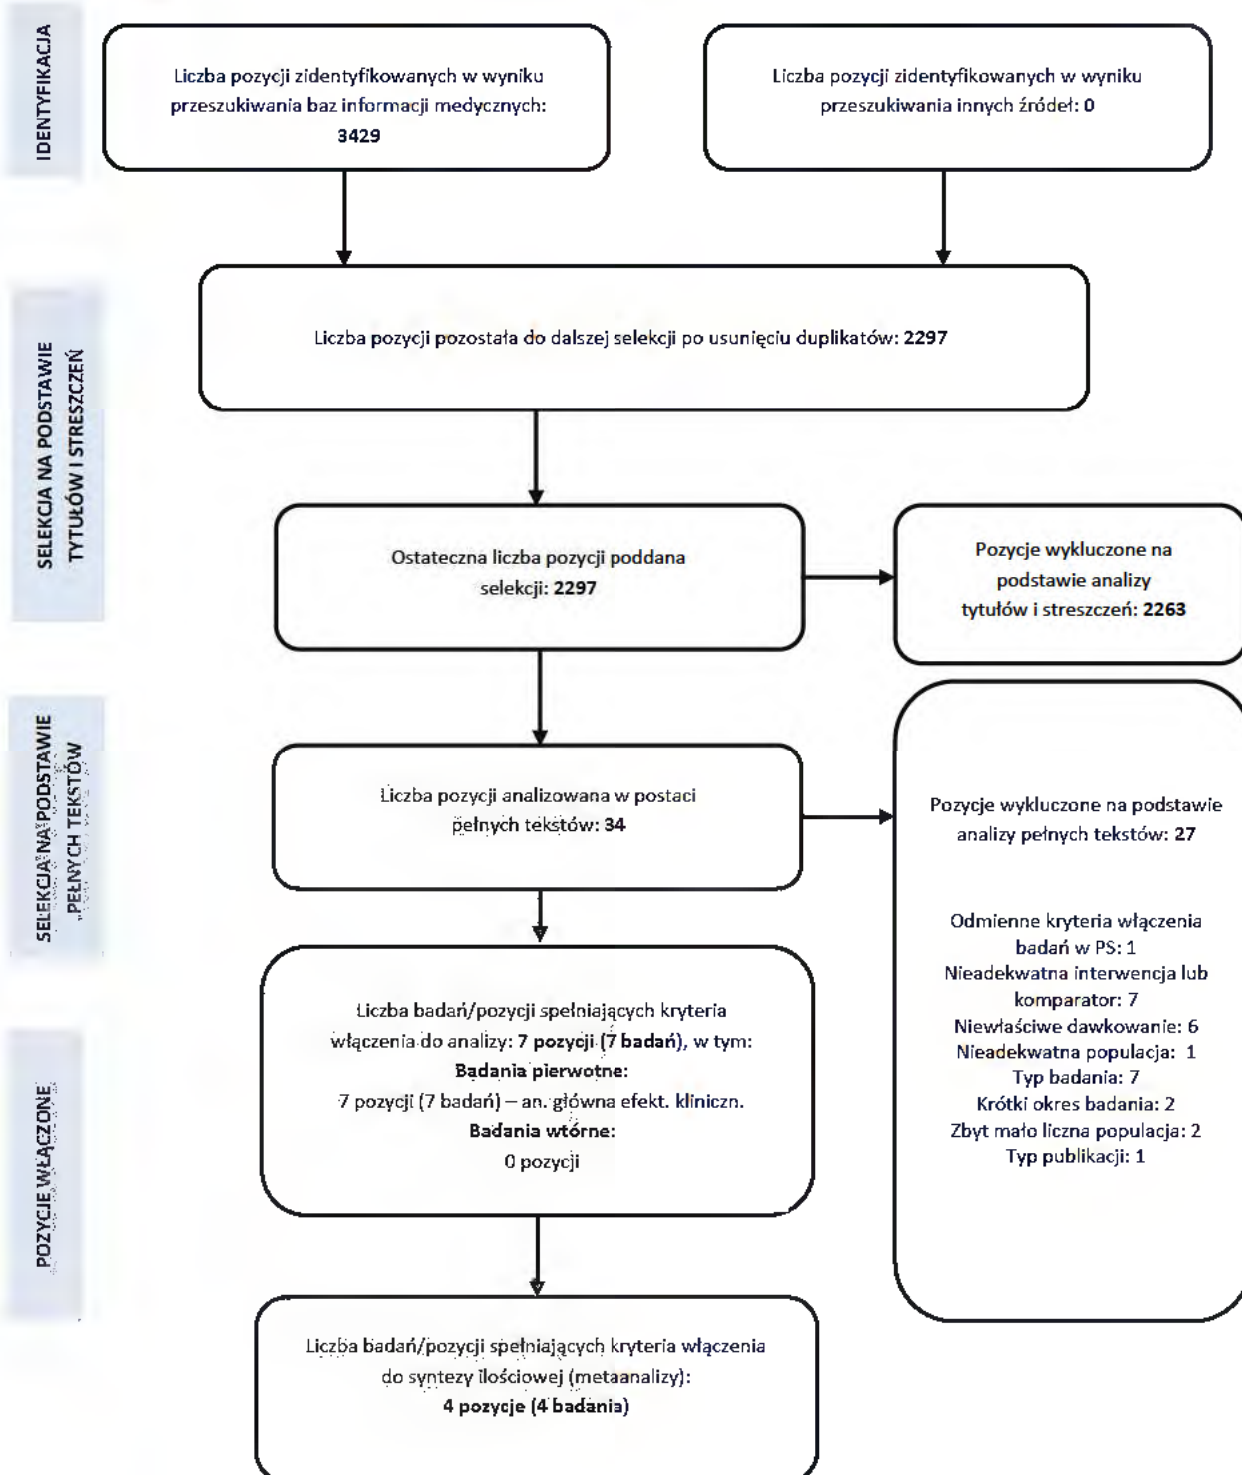 IDENTYFIKACJA
Liczba pozycji zidentyfikowanych w wyniku
przeszukiwania baz informacji medycznych:
3429
Liczba pozycji zidentyfikowanych w wyniku
przeszukiwania innych źródeł: 0
SELEKCJA NA PODSTAWIE
TYTUŁÓW I STRESZCZEŃ
Liczba pozycji pozostała do dalszej selekcji po usunięciu duplikatów: 2297
Ostateczna liczba pozycji poddana
selekcji: 2297
Pozycje wykluczone na
podstawie analizy
tytułów i streszczeń: 2263
SELEKCJA NA PODSTAWIE
PEŁNYCH TEKSTÓW
Liczba pozycji analizowana w postaci
pełnych tekstów: 34
Pozycje wykluczone na podstawie
analizy pełnych tekstów: 27
Odmienne kryteria włączenia
badań w PS: 1
Nieadekwatna interwencja lub
komparator: 7
Niewłaściwe dawkowanie: 6
Nieadekwatna populacja: 1
Typ badania: 7
Krótki okres badania: 2
Zbyt mało liczna populacja: 2
Typ publikacji: 1
POZYCJE WŁĄCZONE
Liczba badań/pozycji spełniających kryteria
włączenia do analizy: 7 pozycji (7 badań), w tym:
Badania pierwotne:
7 pozycji (7 badań) – an. główna efekt. kliniczn.
Badania wtórne:
0 pozycji
Liczba badań/pozycji spełniających kryteria włączenia
do syntezy ilościowej (metaanalizy):
4 pozycje (4 badania)